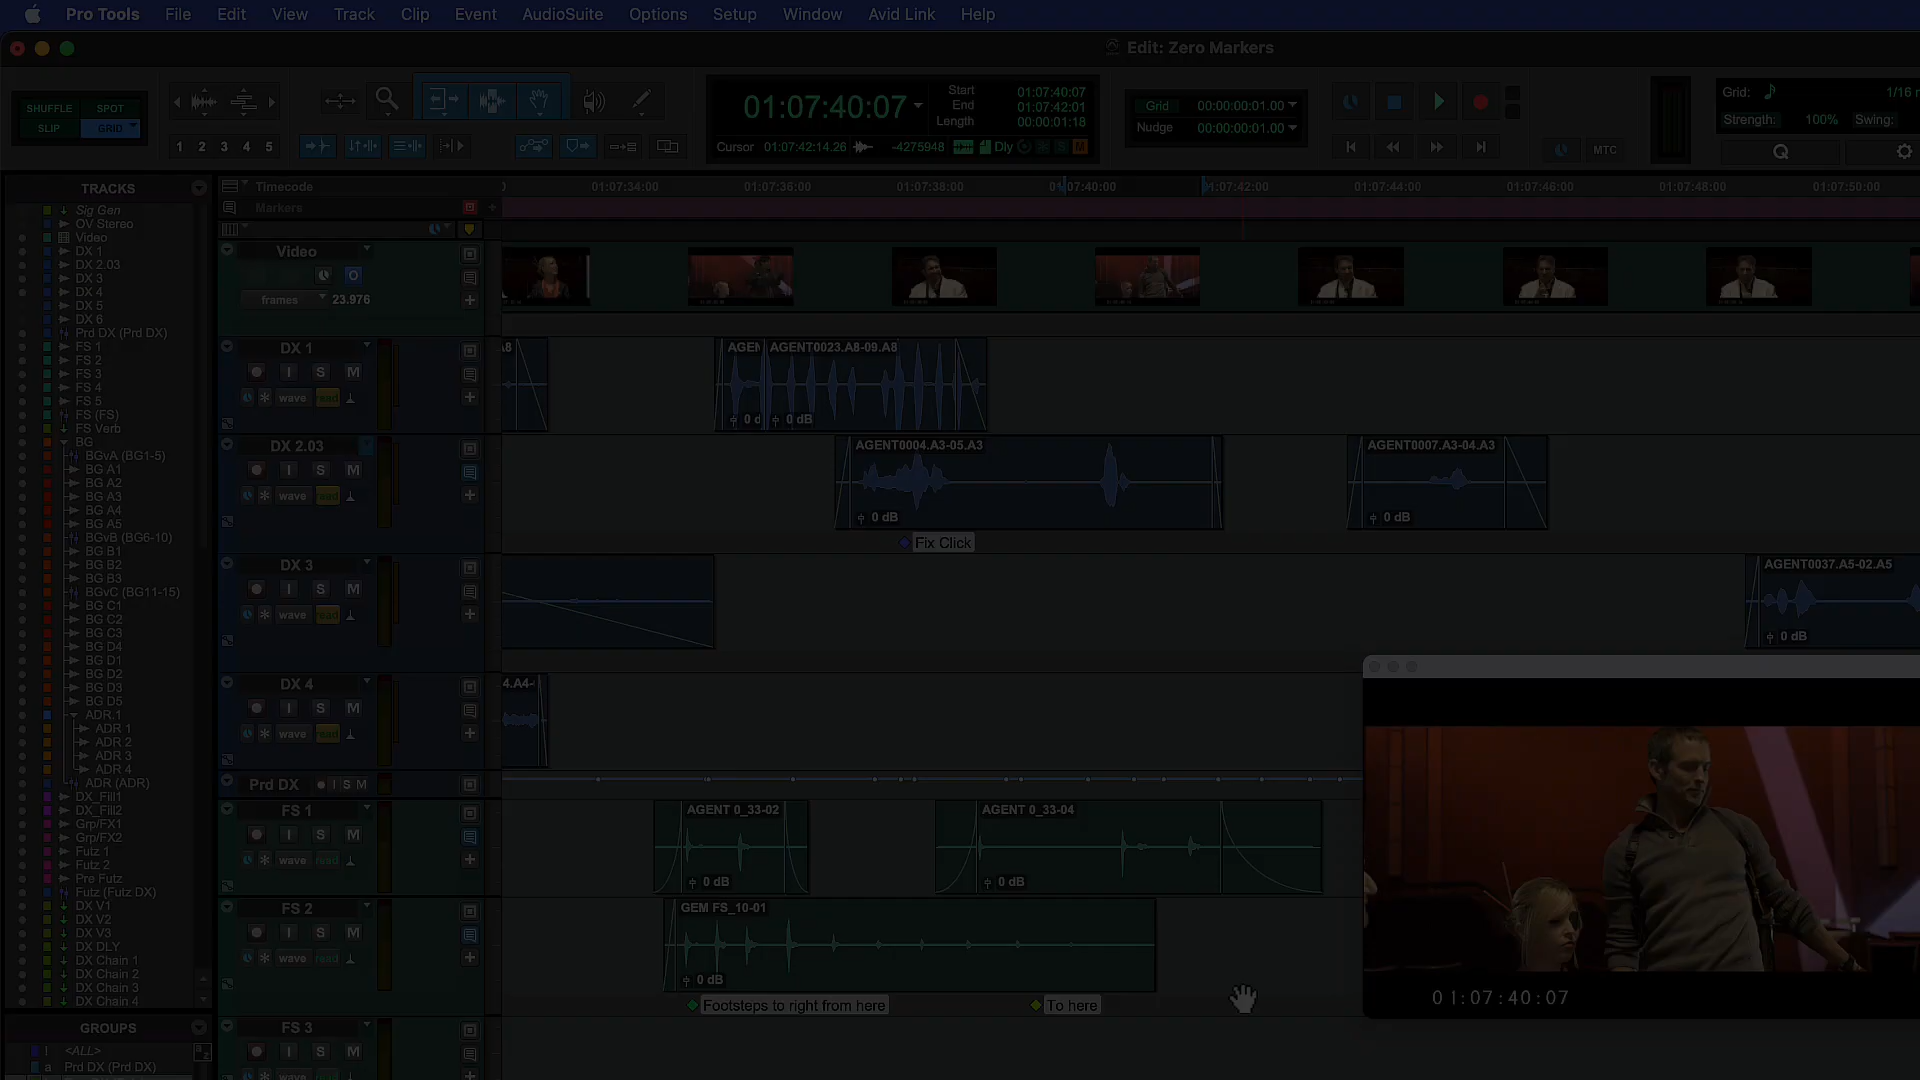 Pro Tools File Edit View Track Clip Event AudioSuite Options Setup Window Avid Link Help
Edit: Zero Markers
SHUFFLE SPOT
SLIP GRID
1 2 3 4 5
01:07:40:07
Start 01:07:40:07
End 01:07:42:01
Length 00:00:01:18
Cursor 01:07:42:14.26 -4275948 Dly
Grid 00:00:00:01.00
Nudge 00:00:00:01.00
MTC
Grid: 1/16
Strength: 100% Swing:
TRACKS
Sig Gen
OV Stereo
Video
DX 1
DX 2.03
DX 3
DX 4
DX 5
DX 6
Prd DX (Prd DX)
FS 1
FS 2
FS 3
FS 4
FS 5
FS (FS)
FS Verb
BG
BGvA (BG1-5)
BG A1
BG A2
BG A3
BG A4
BG A5
BGvB (BG6-10)
BG B1
BG B2
BG B3
BGvC (BG11-15)
BG C1
BG C2
BG C3
BG D4
BG D1
BG D2
BG D3
BG D5
ADR.1
ADR 1
ADR 2
ADR 3
ADR 4
ADR (ADR)
DX_Fill1
DX_Fill2
Grp/FX1
Grp/FX2
Futz 1
Futz 2
Pre Futz
Futz (Futz DX)
DX V1
DX V2
DX V3
DX DLY
DX Chain 1
DX Chain 2
DX Chain 3
DX Chain 4
GROUPS
! <ALL>
a Prd DX (Prd DX)
Timecode 01:07:34:00 01:07:36:00 01:07:38:00 01:07:40:00 01:07:42:00 01:07:44:00 01:07:46:00 01:07:48:00 01:07:50:00
Markers
Video
frames 23.976
DX 1
I S M
wave read
AGEN AGENT0023.A8-09.A8
0 d 0 dB
DX 2.03
I S M
wave read
AGENT0004.A3-05.A3 AGENT0007.A3-04.A3
0 dB 0 dB
Fix Click
DX 3
I S M
wave read
AGENT0037.A5-02.A5
0 dB
DX 4
I S M
wave read
4.A4-
Prd DX I S M
FS 1
I S M
wave read
AGENT 0_33-02 AGENT 0_33-04
0 dB 0 dB
FS 2
I S M
wave read
GEM FS_10-01
0 dB
Footsteps to right from here To here
FS 3
I S M
wave read
01:07:40:07